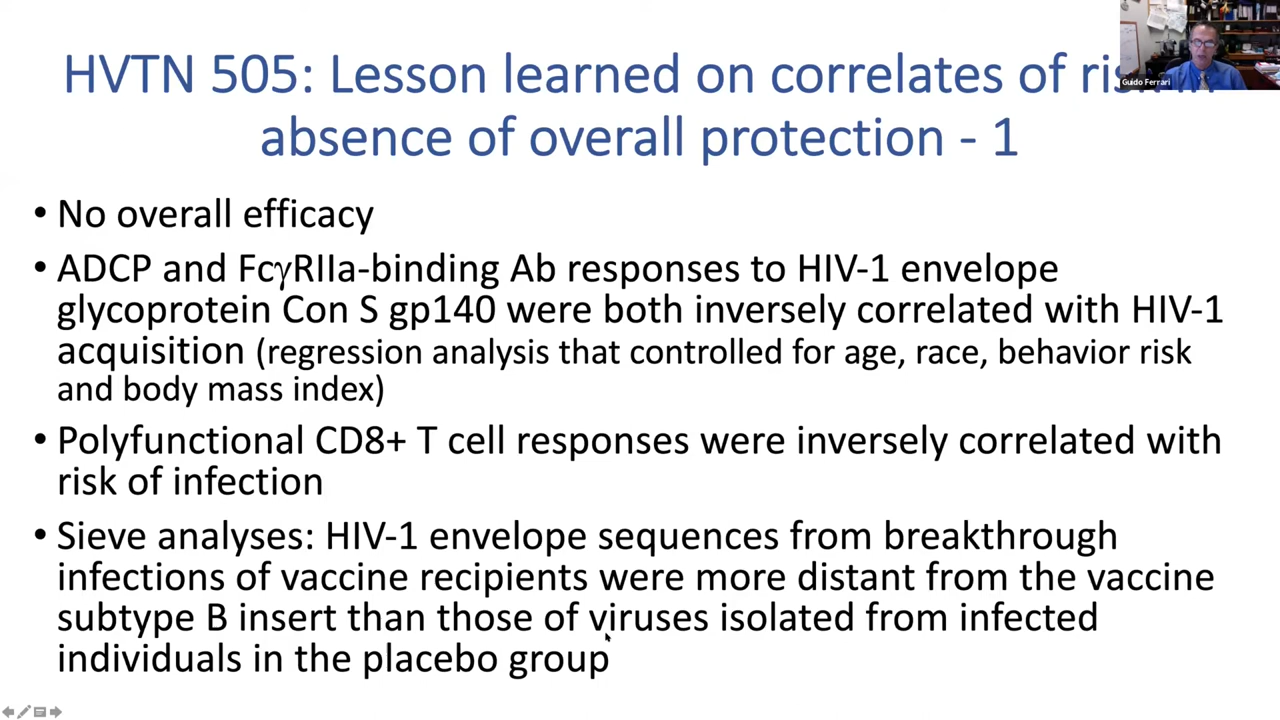 HVTN 505: Lesson learned on correlates of risk in
absence of overall protection - 1
Guido Ferrari
• No overall efficacy
• ADCP and FcγRIIa-binding Ab responses to HIV-1 envelope
glycoprotein Con S gp140 were both inversely correlated with HIV-1
acquisition (regression analysis that controlled for age, race, behavior risk
and body mass index)
• Polyfunctional CD8+ T cell responses were inversely correlated with
risk of infection
• Sieve analyses: HIV-1 envelope sequences from breakthrough
infections of vaccine recipients were more distant from the vaccine
subtype B insert than those of viruses isolated from infected
individuals in the placebo group